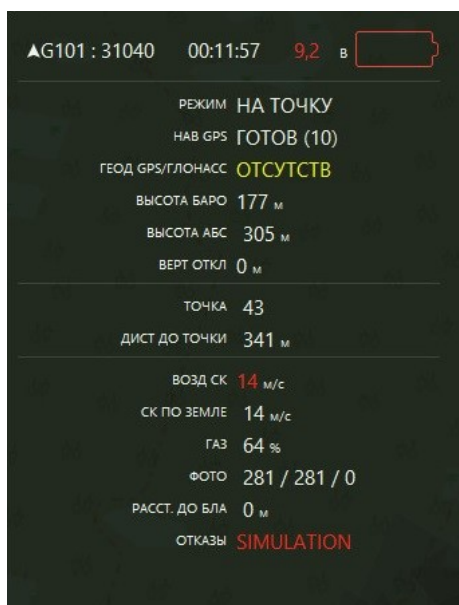 G101 : 31040 00:11:57 9,2 в
РЕЖИМ НА ТОЧКУ
НАВ GPS ГОТОВ (10)
ГЕОД GPS/ГЛОНАСС ОТСУТСТВ
ВЫСОТА БАРО 177 м
ВЫСОТА АБС 305 м
ВЕРТ ОТКЛ 0 м
ТОЧКА 43
ДИСТ ДО ТОЧКИ 341 м
ВОЗД СК 14 м/с
СК ПО ЗЕМЛЕ 14 м/с
ГАЗ 64 %
ФОТО 281 / 281 / 0
РАССТ. ДО БЛА 0 м
ОТКАЗЫ SIMULATION